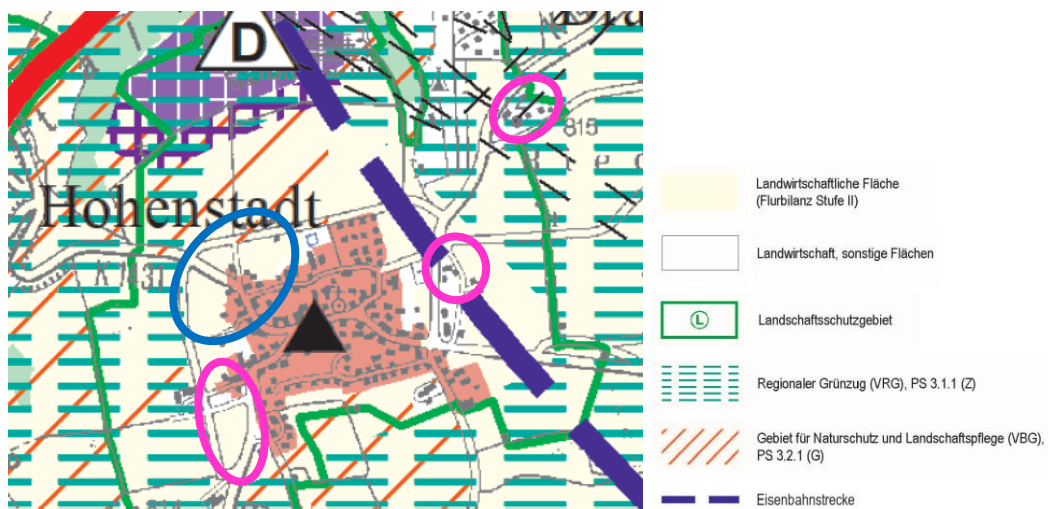 D
815
Hohenstadt
Landwirtschaftliche Fläche
(Flurbilanz Stufe II)
Landwirtschaft, sonstige Flächen
L
Landschaftsschutzgebiet
Regionaler Grünzug (VRG), PS 3.1.1 (Z)
Gebiet für Naturschutz und Landschaftspflege (VBG),
PS 3.2.1 (G)
Eisenbahnstrecke